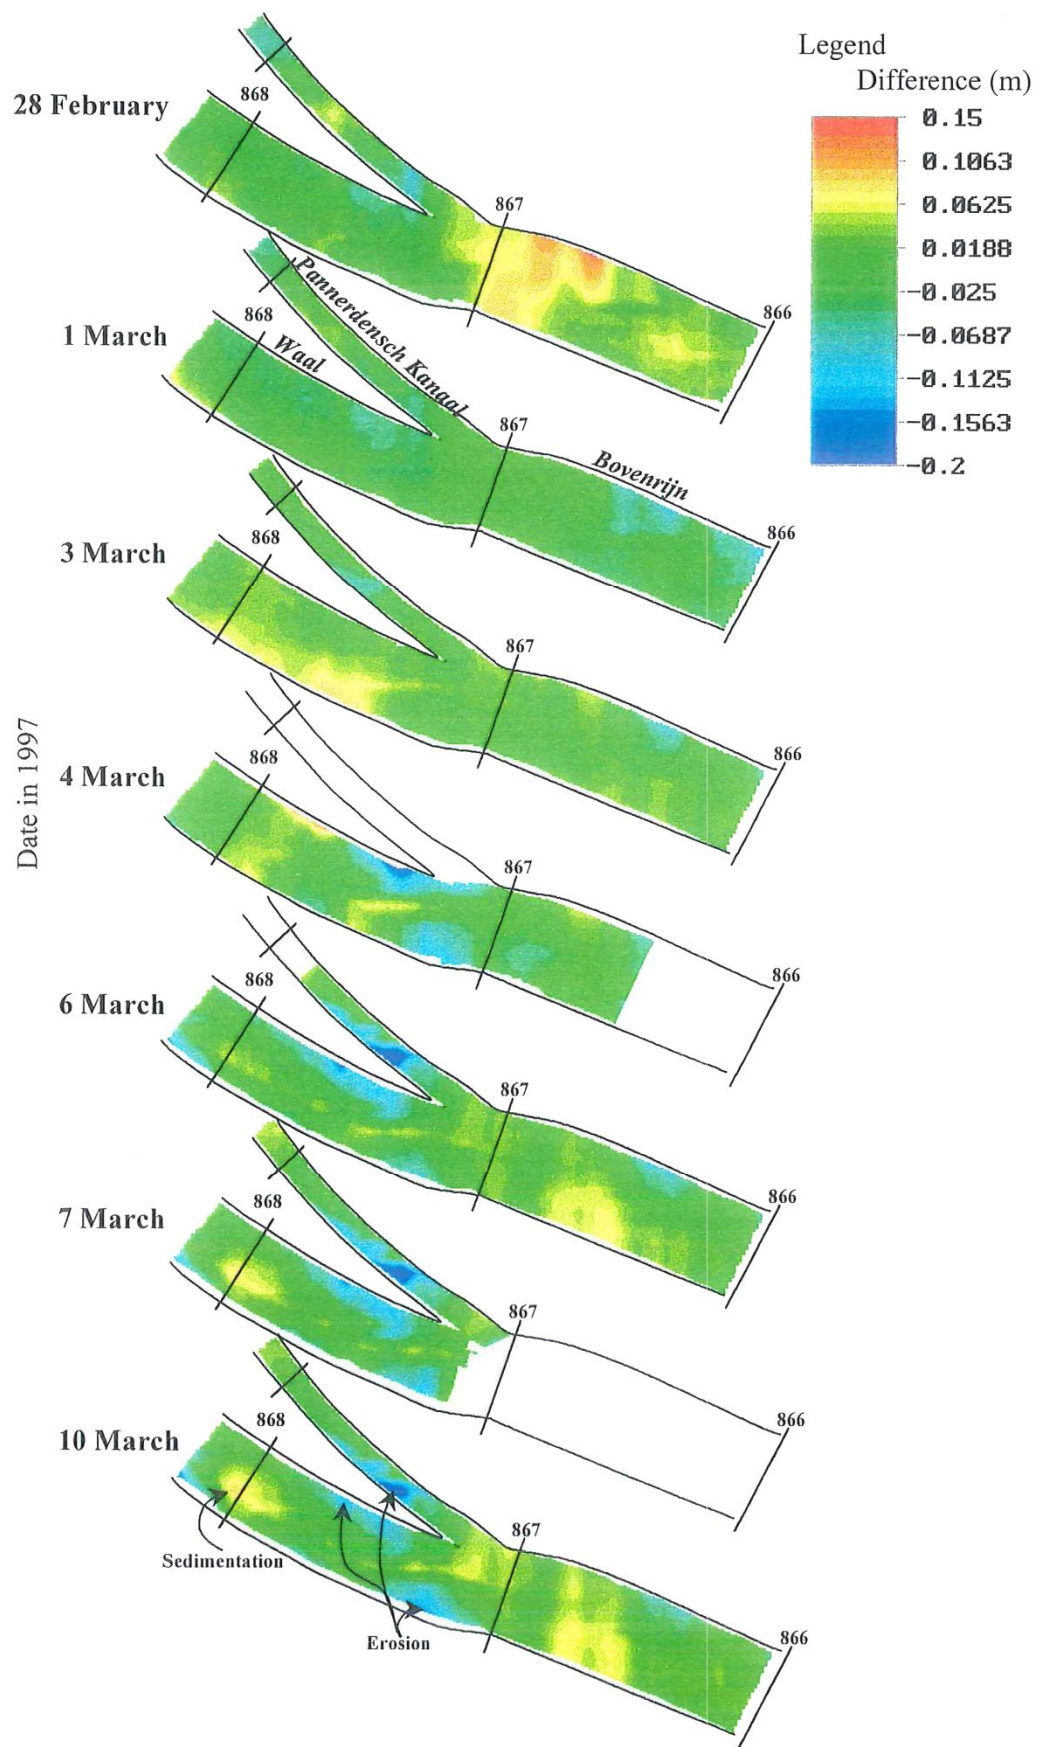 Legend
Difference (m)
0.15
0.1063
0.0625
0.0188
-0.025
-0.0687
-0.1125
-0.1563
-0.2
Date in 1997
28 February
868
867
866
1 March
868
Waal
Pannerdensch Kanaal
867
Bovenrijn
866
3 March
868
867
866
4 March
868
867
866
6 March
868
867
866
7 March
868
867
866
10 March
868
867
866
Sedimentation
Erosion